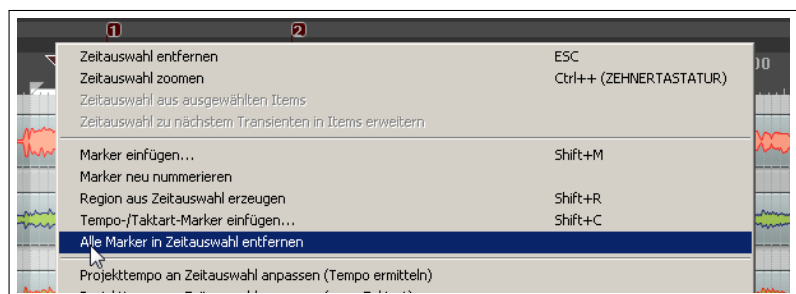 1 2
Zeitauswahl entfernen ESC
Zeitauswahl zoomen Ctrl++ (ZEHNERTASTATUR)
Zeitauswahl aus ausgewählten Items
Zeitauswahl zu nächstem Transienten in Items erweitern
Marker einfügen... Shift+M
Marker neu nummerieren
Region aus Zeitauswahl erzeugen Shift+R
Tempo-/Taktart-Marker einfügen... Shift+C
Alle Marker in Zeitauswahl entfernen
Projekttempo an Zeitauswahl anpassen (Tempo ermitteln)